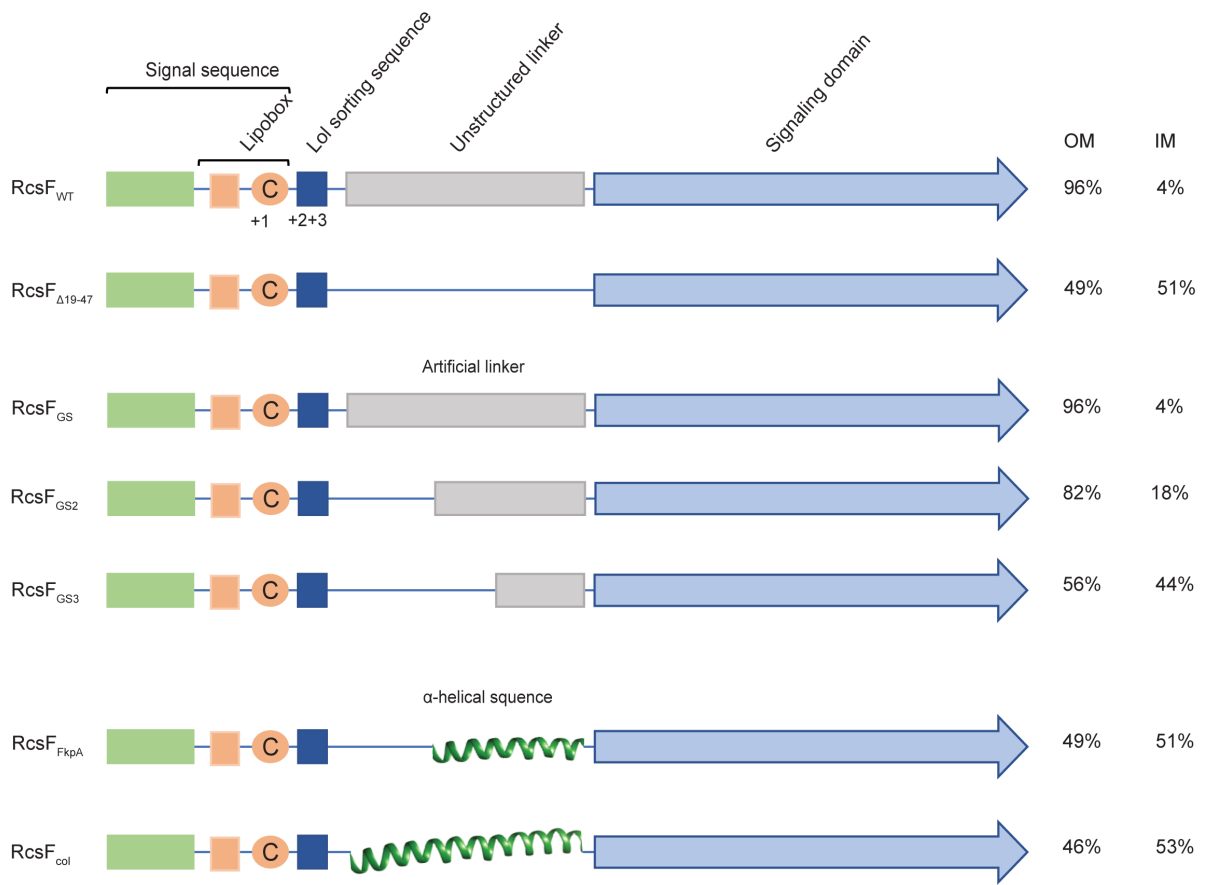 Signal sequence
Lipobox
Lol sorting sequence
Unstructured linker
Signaling domain
OM IM
RcsFWT C 96% 4%
+1 +2+3
RcsFΔ19-47 C 49% 51%
Artificial linker
RcsFGS C 96% 4%
RcsFGS2 C 82% 18%
RcsFGS3 C 56% 44%
α-helical squence
RcsFFkpA C 49% 51%
RcsFcol C 46% 53%